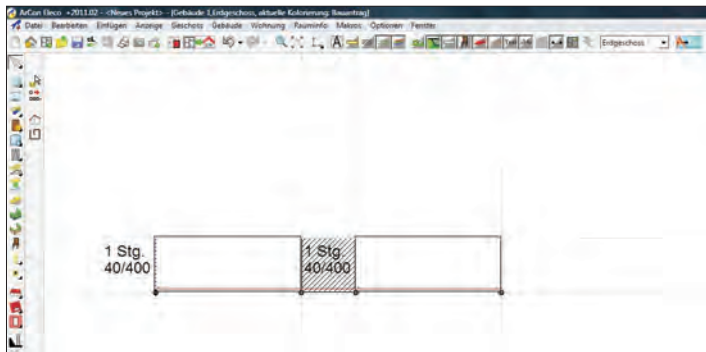 ArCon Eleco +2011.02 - <Neues Projekt> - [Gebäude 1,Erdgeschoss, aktuelle Kolorierung: Bauantrag]
Datei Bearbeiten Einfügen Anzeige Geschoss Gebäude Wohnung Rauminfo Makros Optionen Fenster
Erdgeschoss
1 Stg.
40/400
1 Stg.
40/400